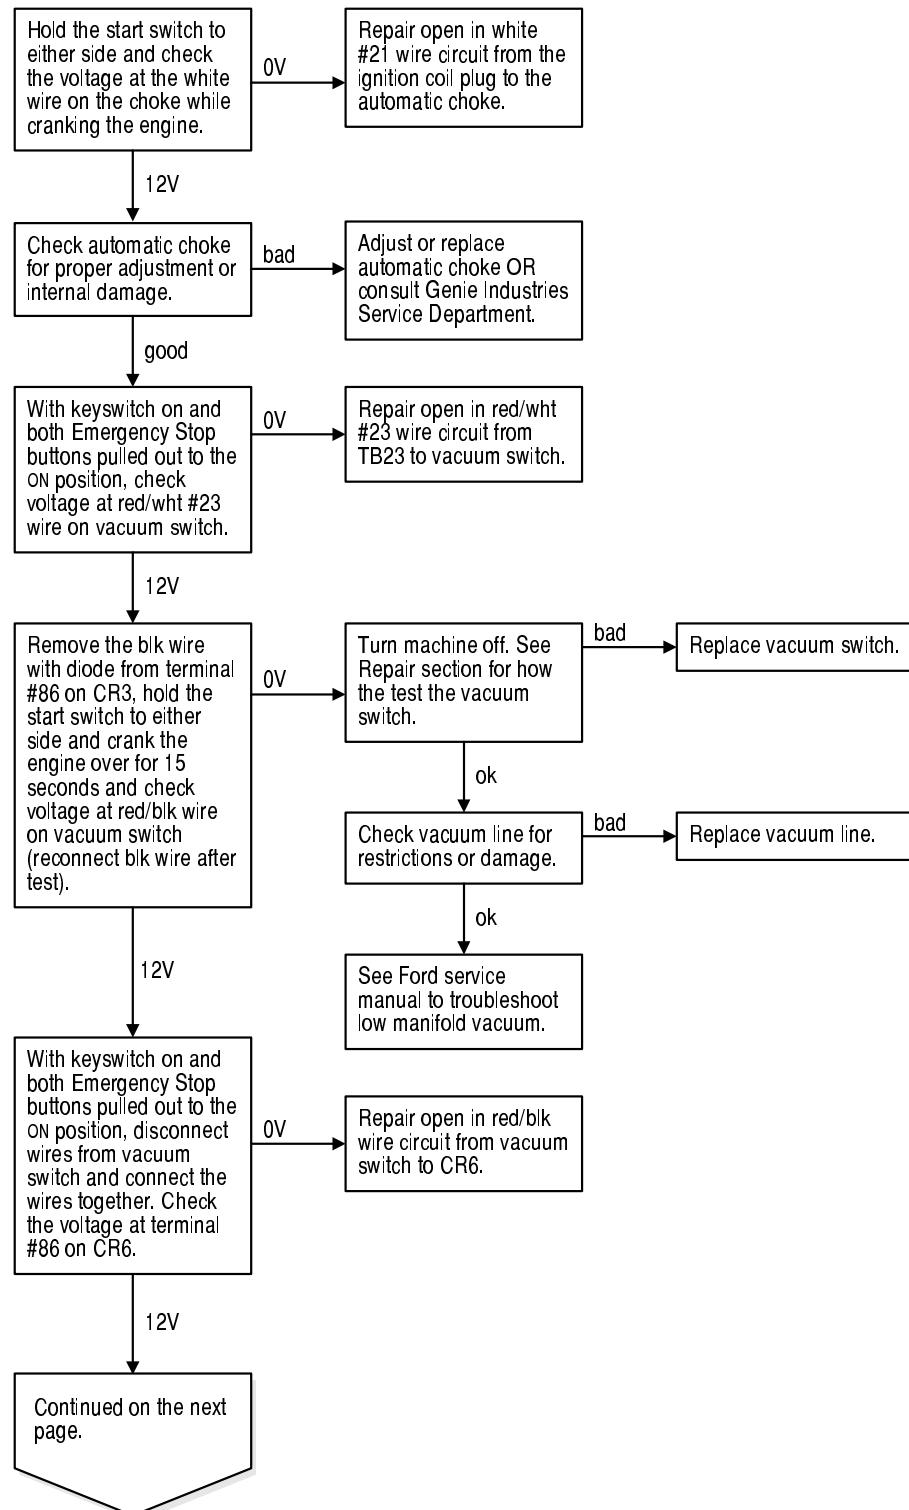 Hold the start switch to
either side and check
the voltage at the white
wire on the choke while
cranking the engine.
0V
Repair open in white
#21 wire circuit from the
ignition coil plug to the
automatic choke.
12V
Check automatic choke
for proper adjustment or
internal damage.
bad
Adjust or replace
automatic choke OR
consult Genie Industries
Service Department.
good
With keyswitch on and
both Emergency Stop
buttons pulled out to the
ON position, check
voltage at red/wht #23
wire on vacuum switch.
0V
Repair open in red/wht
#23 wire circuit from
TB23 to vacuum switch.
12V
Remove the blk wire
with diode from terminal
#86 on CR3, hold the
start switch to either
side and crank the
engine over for 15
seconds and check
voltage at red/blk wire
on vacuum switch
(reconnect blk wire after
test).
0V
Turn machine off. See
Repair section for how
the test the vacuum
switch.
bad
Replace vacuum switch.
ok
Check vacuum line for
restrictions or damage.
bad
Replace vacuum line.
ok
See Ford service
manual to troubleshoot
low manifold vacuum.
12V
With keyswitch on and
both Emergency Stop
buttons pulled out to the
ON position, disconnect
wires from vacuum
switch and connect the
wires together. Check
the voltage at terminal
#86 on CR6.
0V
Repair open in red/blk
wire circuit from vacuum
switch to CR6.
12V
Continued on the next
page.